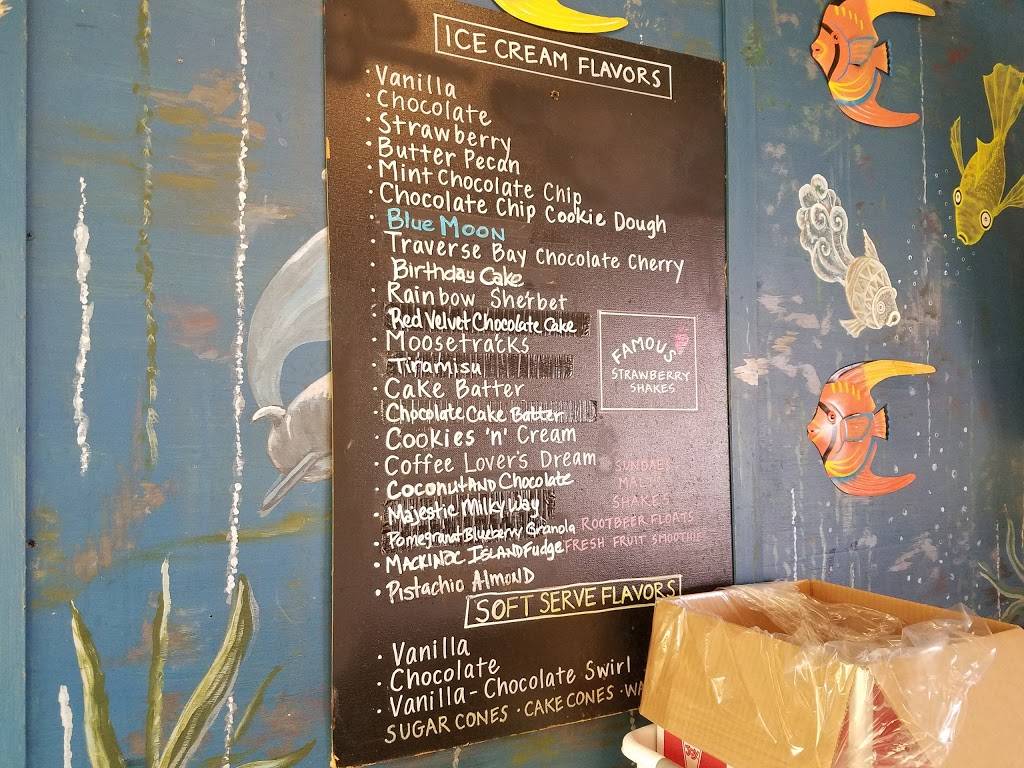 ICE CREAM FLAVORS
· Vanilla
· Chocolate
· Strawberry
· Butter Pecan
· Mint Chocolate Chip
· Chocolate Chip Cookie Dough
· Blue Moon
· Traverse Bay Chocolate Cherry
· Birthday Cake
· Rainbow Sherbet
· Red Velvet Chocolate Cake
· Moosetracks
· Tiramisu
· Cake Batter
· Chocolate Cake Batter
· Cookies 'n' Cream
· Coffee Lover's Dream
· Coconut AND Chocolate
· Majestic Milky Way
· Pomegranate Blueberry Granola
· MACKINAC ISLAND Fudge
· Pistachio AlMOND
FAMOUS
STRAWBERRY
SHAKES
SUNDAES
MALTS
SHAKES
ROOTBEER FLOATS
FRESH FRUIT SMOOTHIE
SOFT SERVE FLAVORS
· Vanilla
· Chocolate
· Vanilla-Chocolate Swirl
SUGAR CONES · CAKE CONES ·